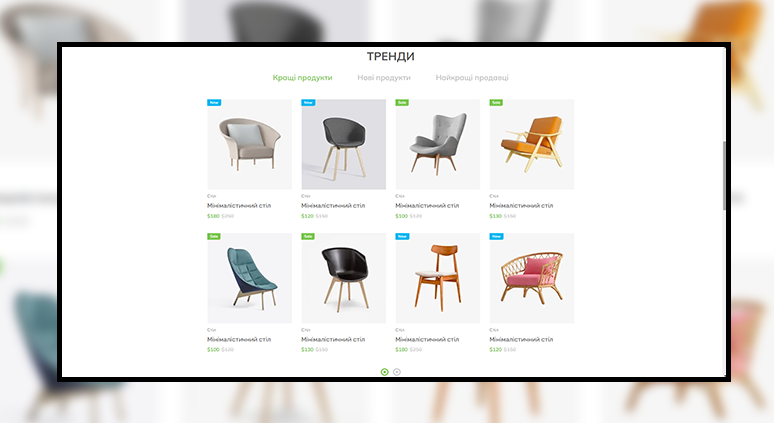 ТРЕНДИ
Кращі продукти Нові продукти Найкращі продавці
New New Sale Sale
Стіл Стіл Стіл Стіл
Мінімалістичний стіл Мінімалістичний стіл Мінімалістичний стіл Мінімалістичний стіл
$180 $250 $120 $150 $100 $120 $130 $150
Sale Sale New New
Стіл Стіл Стіл Стіл
Мінімалістичний стіл Мінімалістичний стіл Мінімалістичний стіл Мінімалістичний стіл
$100 $120 $130 $150 $180 $250 $120 $150